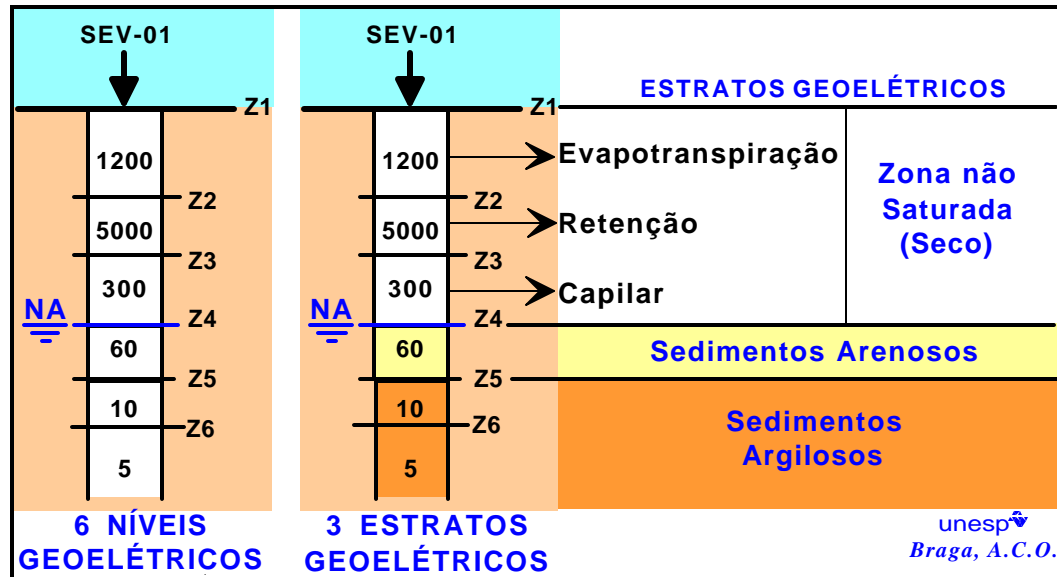 SEV-01
Z1
1200
Z2
5000
Z3
300
NA
Z4
60
Z5
10
Z6
5
6 NÍVEIS
GEOELÉTRICOS
SEV-01
Z1
1200
Z2
5000
Z3
300
NA
Z4
60
Z5
10
Z6
5
3 ESTRATOS
GEOELÉTRICOS
ESTRATOS GEOELÉTRICOS
Evapotranspiração
Retenção
Capilar
Zona não
Saturada
(Seco)
Sedimentos Arenosos
Sedimentos
Argilosos
unesp
Braga, A.C.O.